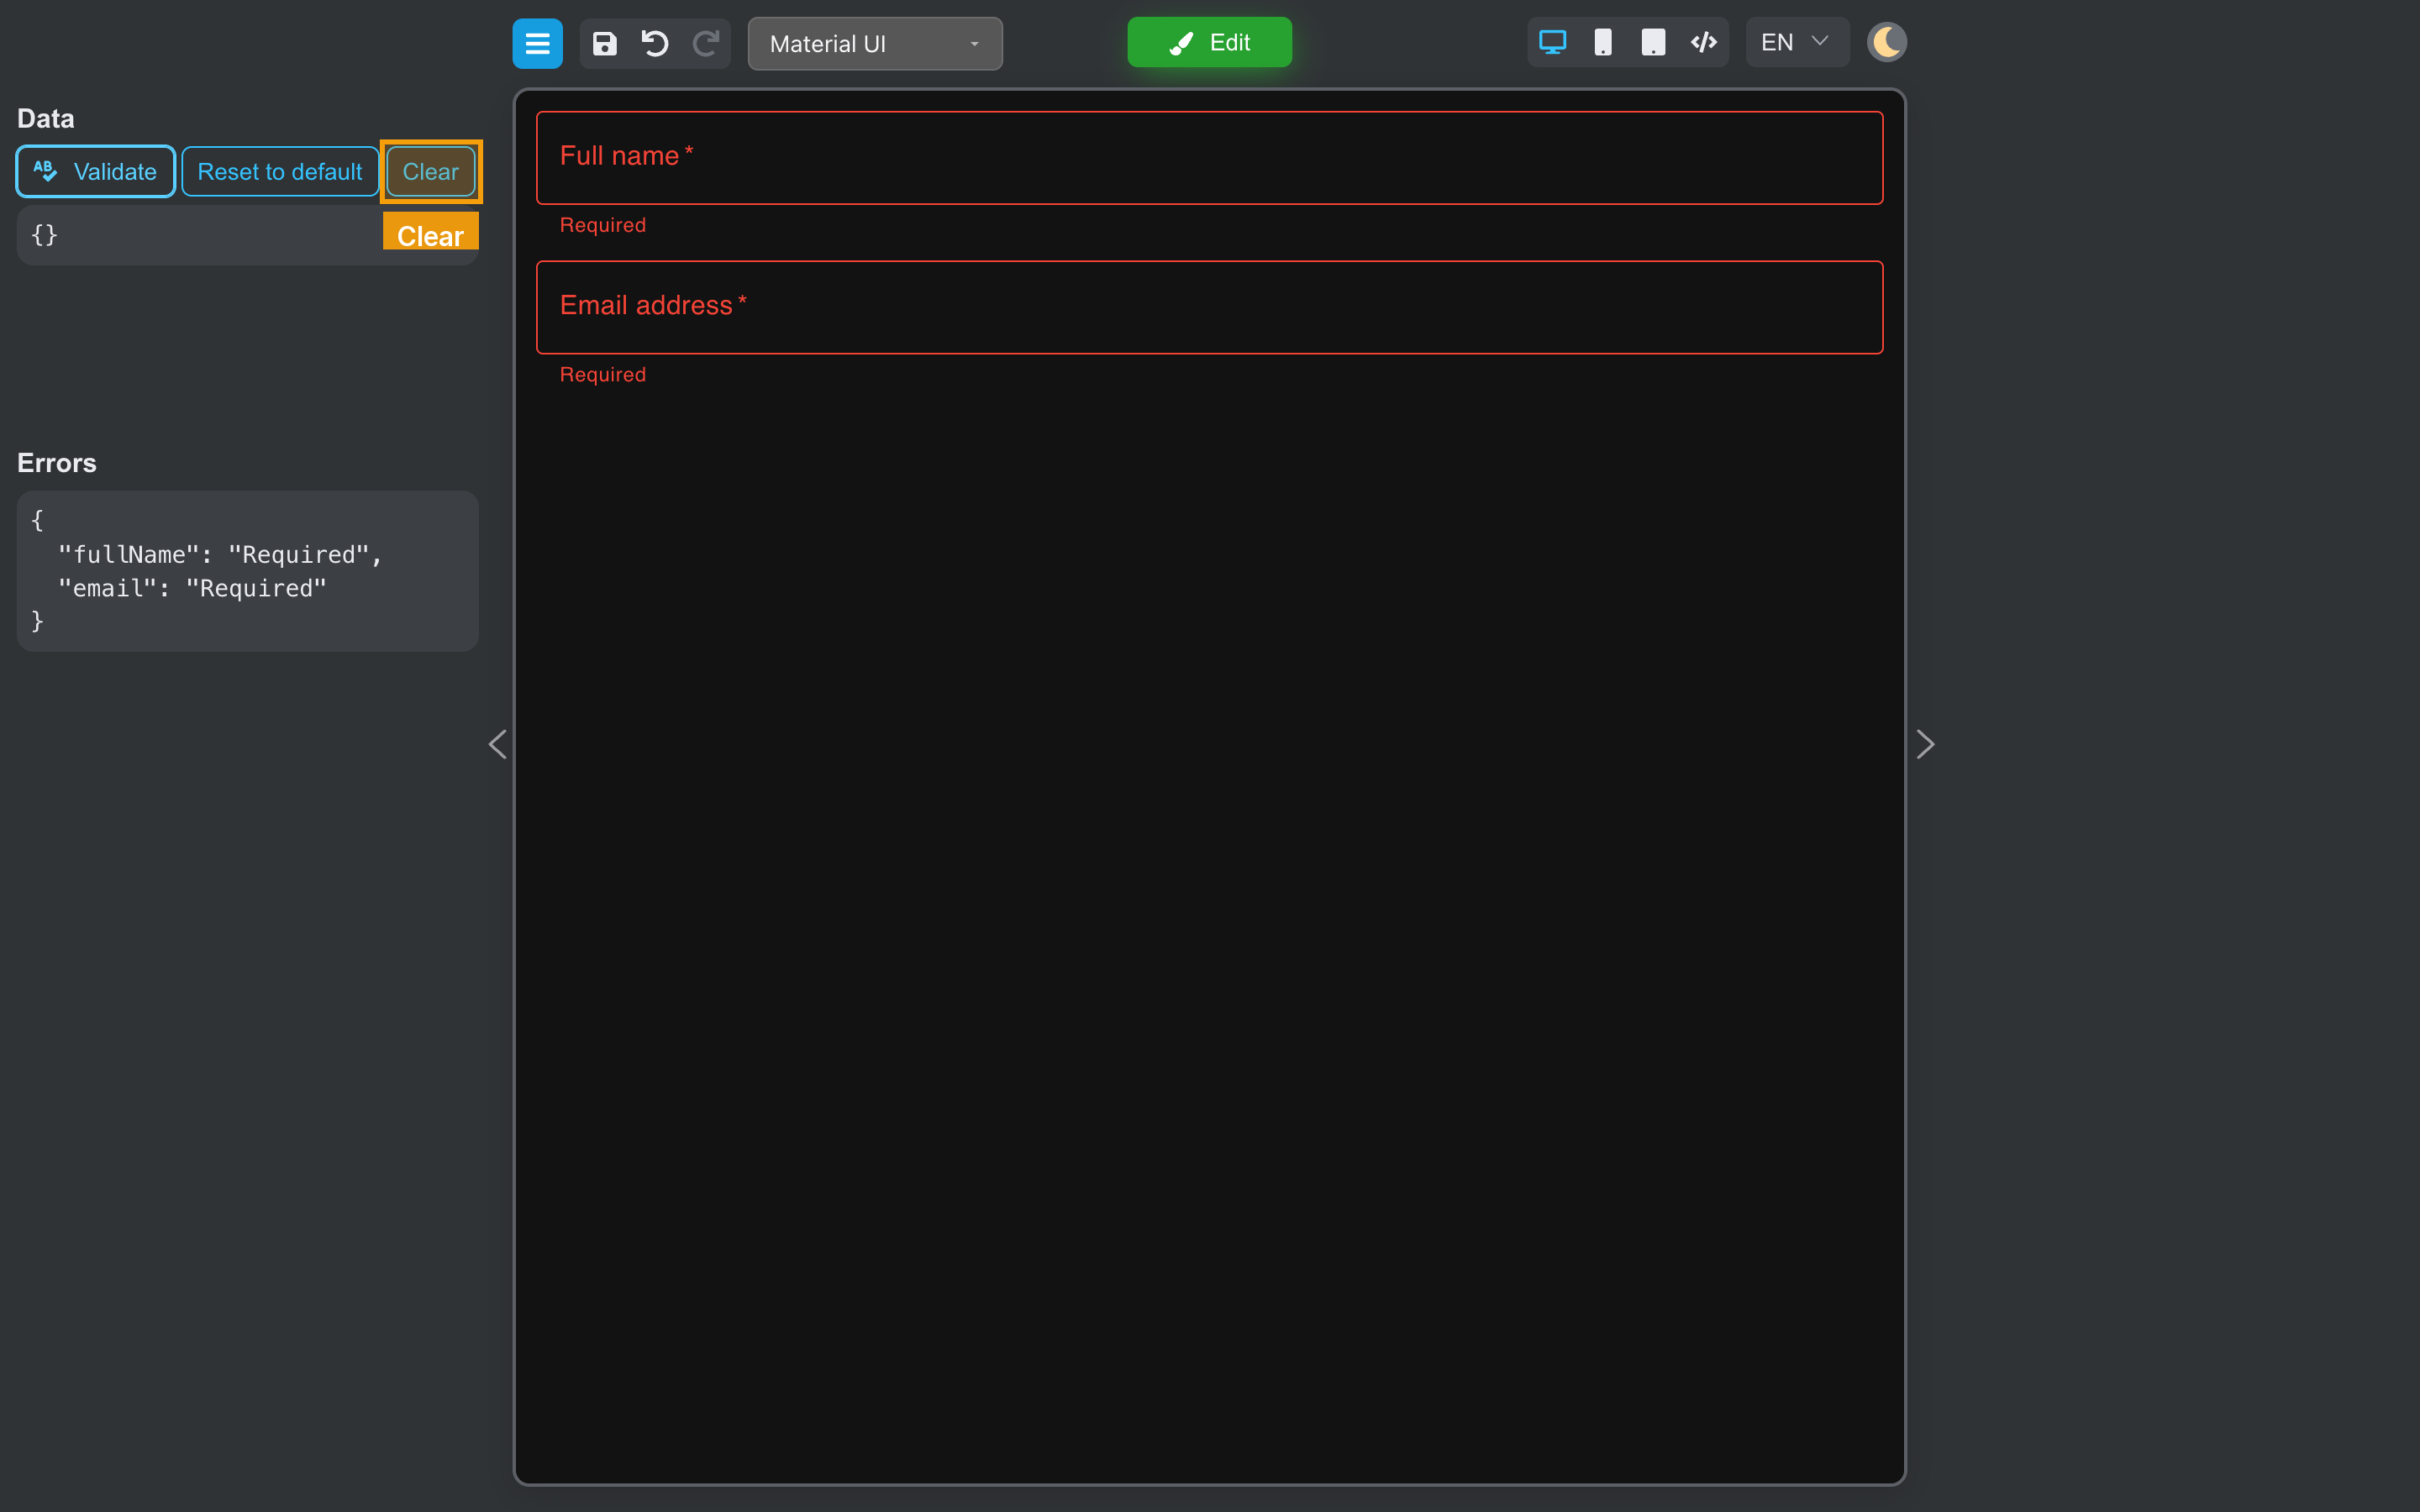 Material UI
Edit
EN
Data
AB Validate
Reset to default
Clear
{}
Clear
Errors
{
"fullName": "Required",
"email": "Required"
}
Full name *
Required
Email address *
Required